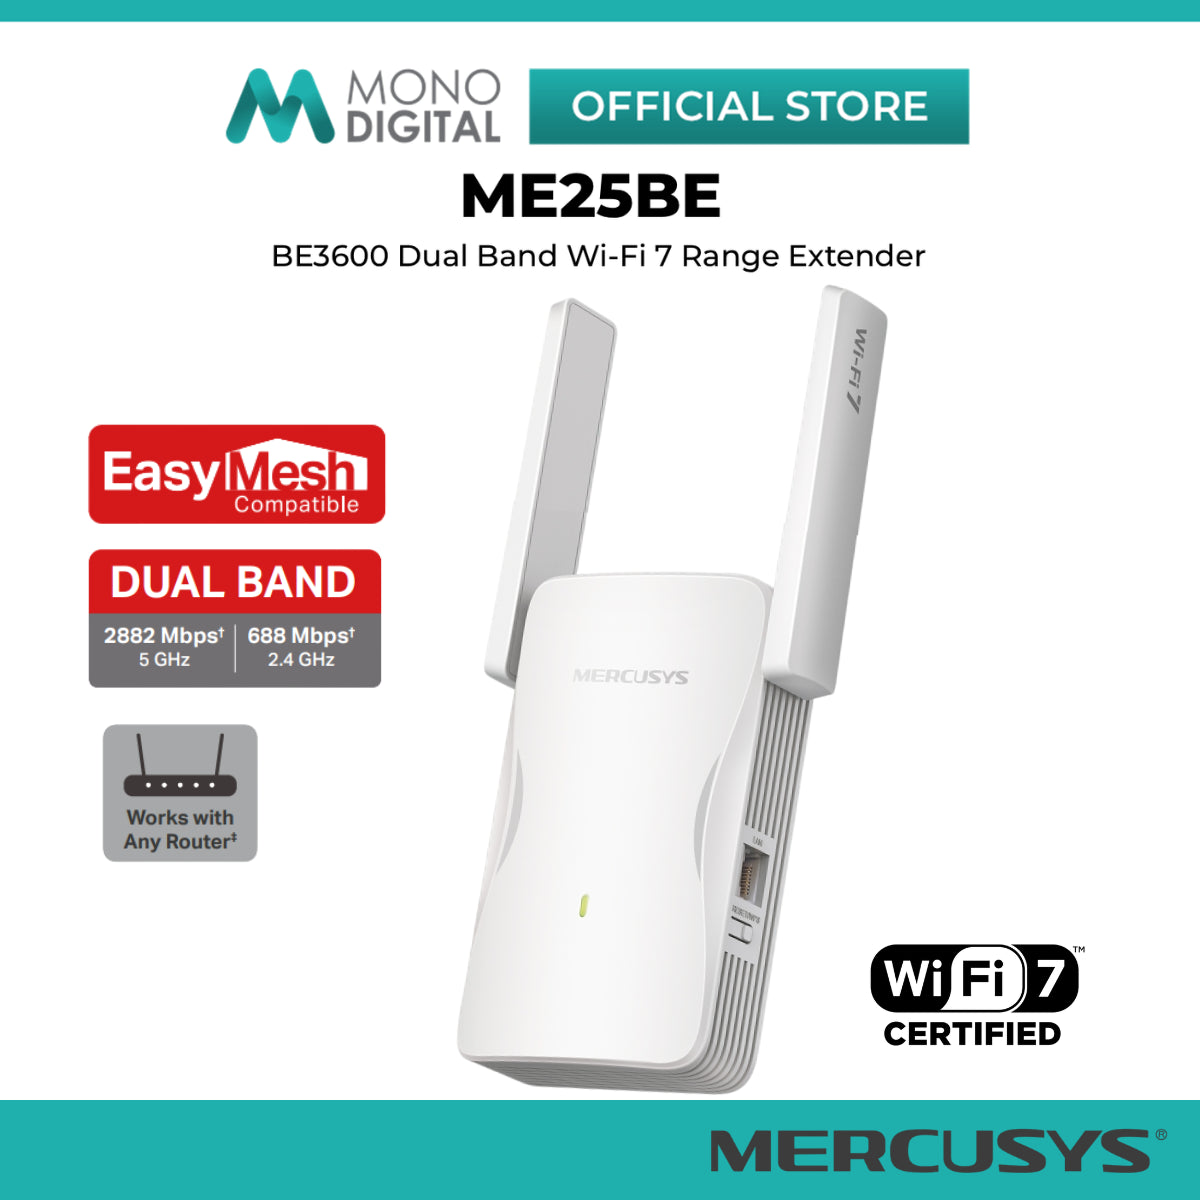 MONO
DIGITAL
OFFICIAL STORE
ME25BE
BE3600 Dual Band Wi-Fi 7 Range Extender
Wi-Fi 7
EasyMesh
Compatible
DUAL BAND
2882 Mbps† 688 Mbps†
5 GHz 2.4 GHz
MERCUSYS
Works with
Any Router‡
Wi Fi 7™
CERTIFIED
MERCUSYS®